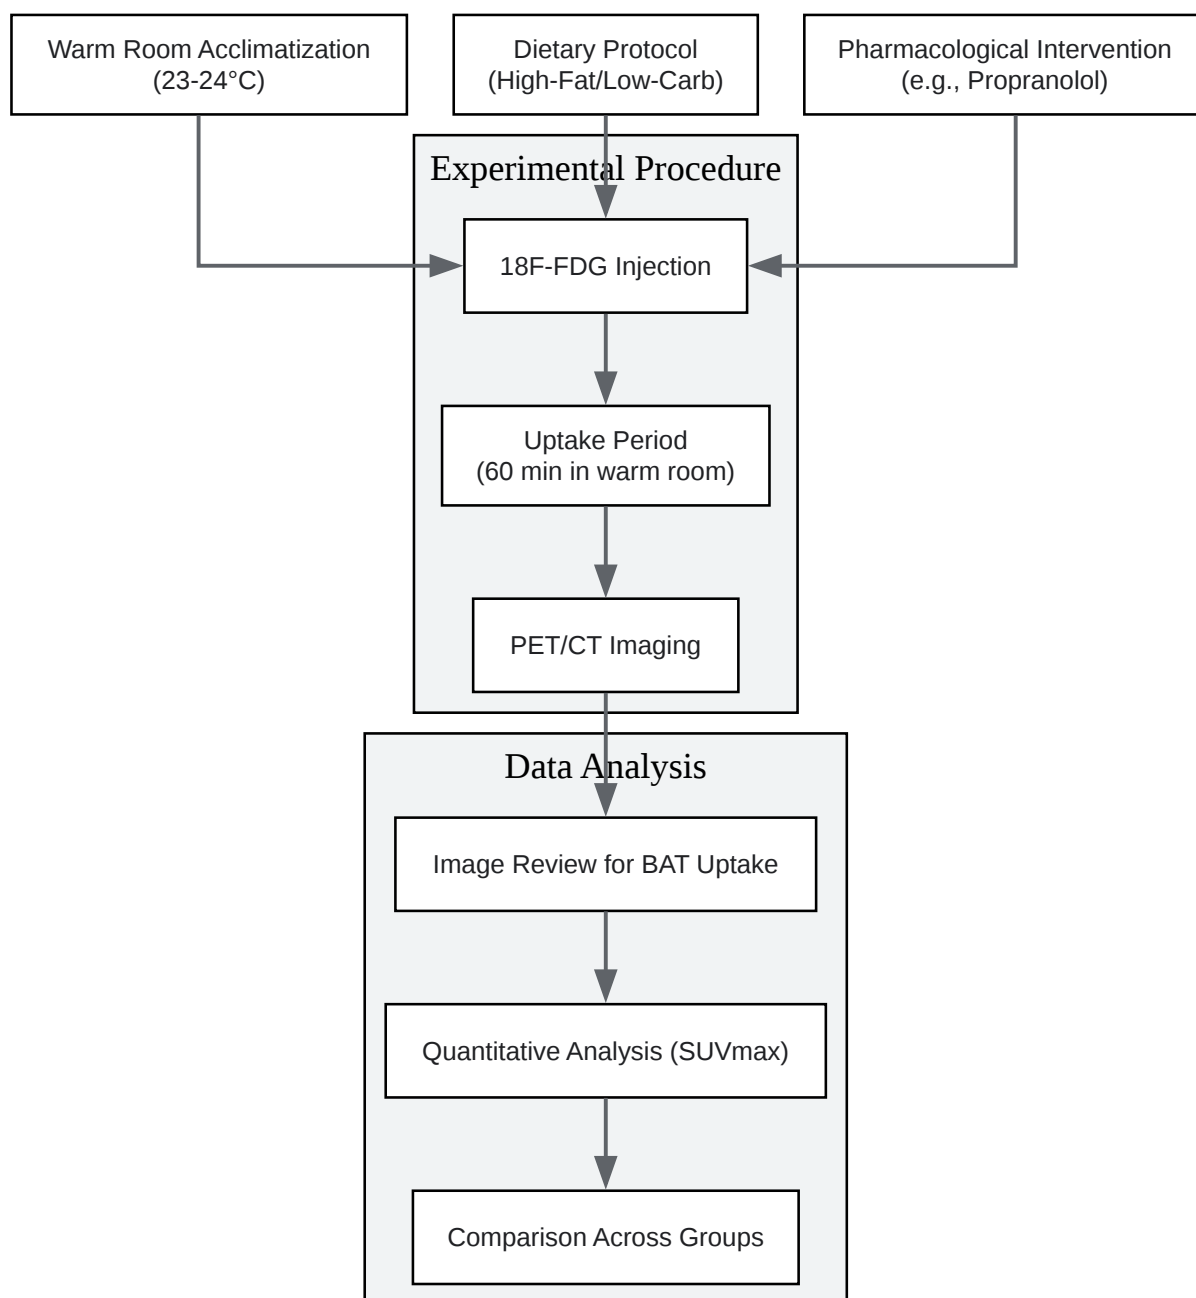 Warm Room Acclimatization
(23-24°C)
Dietary Protocol
(High-Fat/Low-Carb)
Pharmacological Intervention
(e.g., Propranolol)
Experimental Procedure
18F-FDG Injection
Uptake Period
(60 min in warm room)
PET/CT Imaging
Data Analysis
Image Review for BAT Uptake
Quantitative Analysis (SUVmax)
Comparison Across Groups